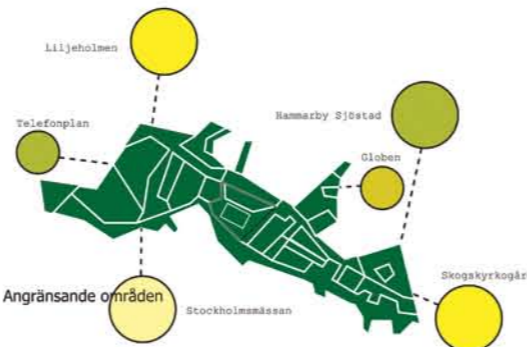 Liljeholmen
Telefonplan
Hammarby Sjöstad
Globen
Skogskyrkogår
Angränsande områden
Stockholmsmässan